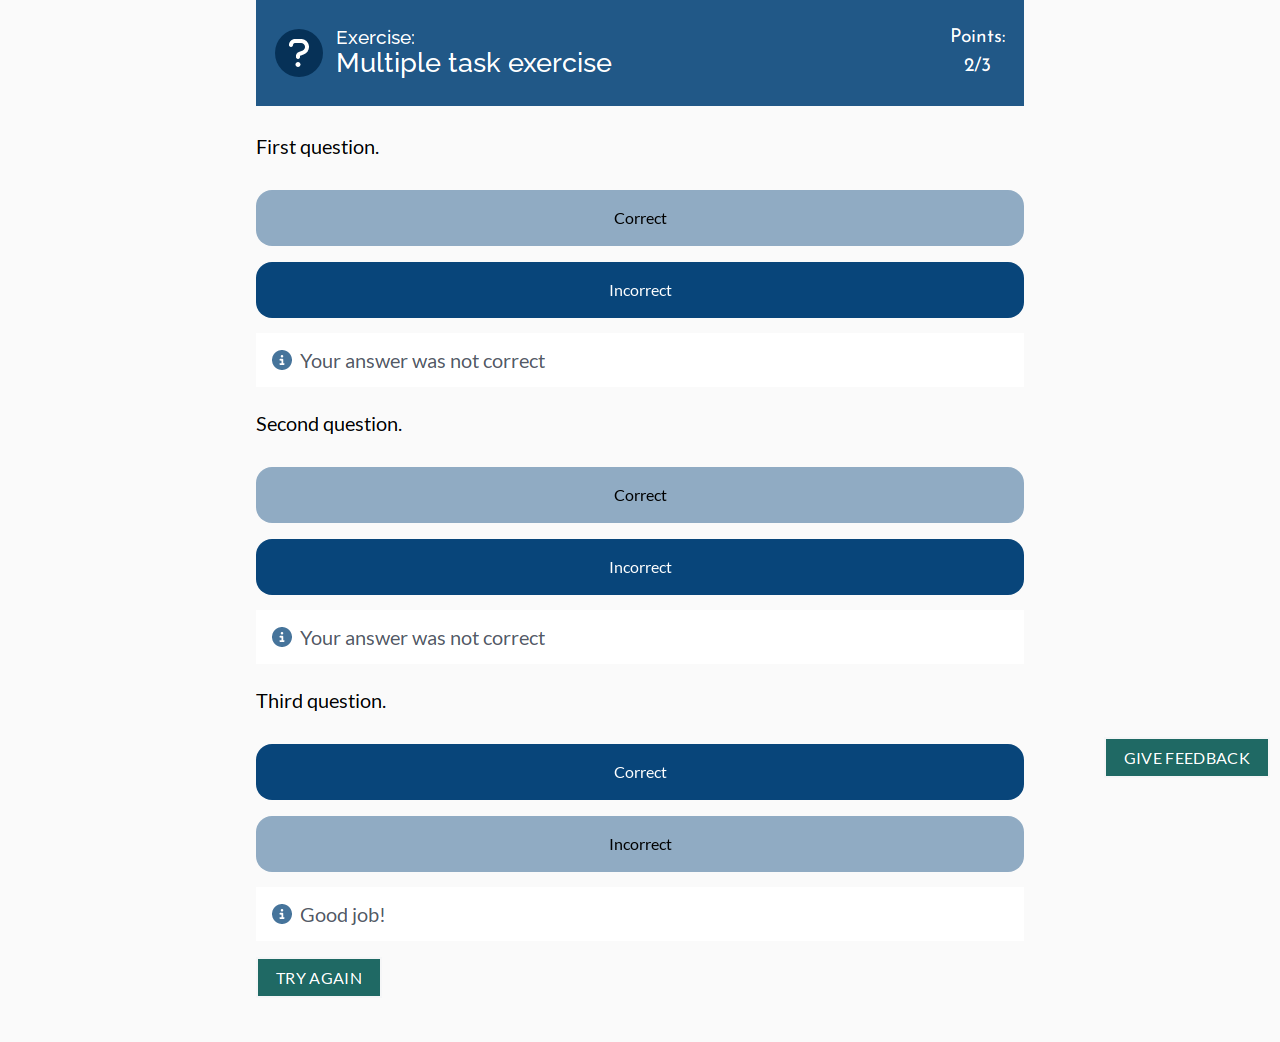 Exercise:
Multiple task exercise
Points:
2/3
First question.
Correct
Incorrect
Your answer was not correct
Second question.
Correct
Incorrect
Your answer was not correct
Third question.
Correct
GIVE FEEDBACK
Incorrect
Good job!
TRY AGAIN